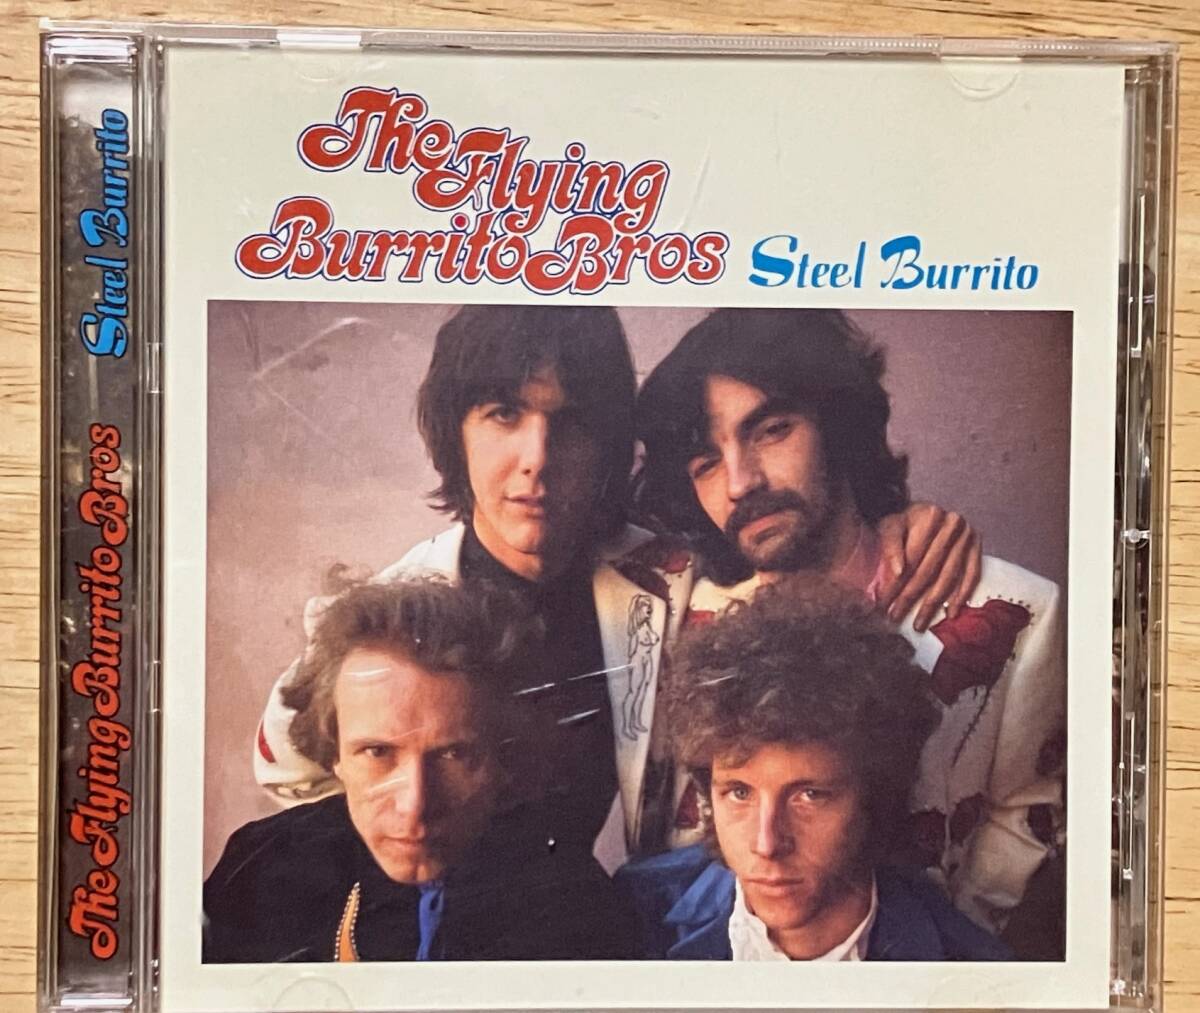 The Flying
Burrito Bros
Steel Burrito
The Flying Burrito Bros Steel Burrito